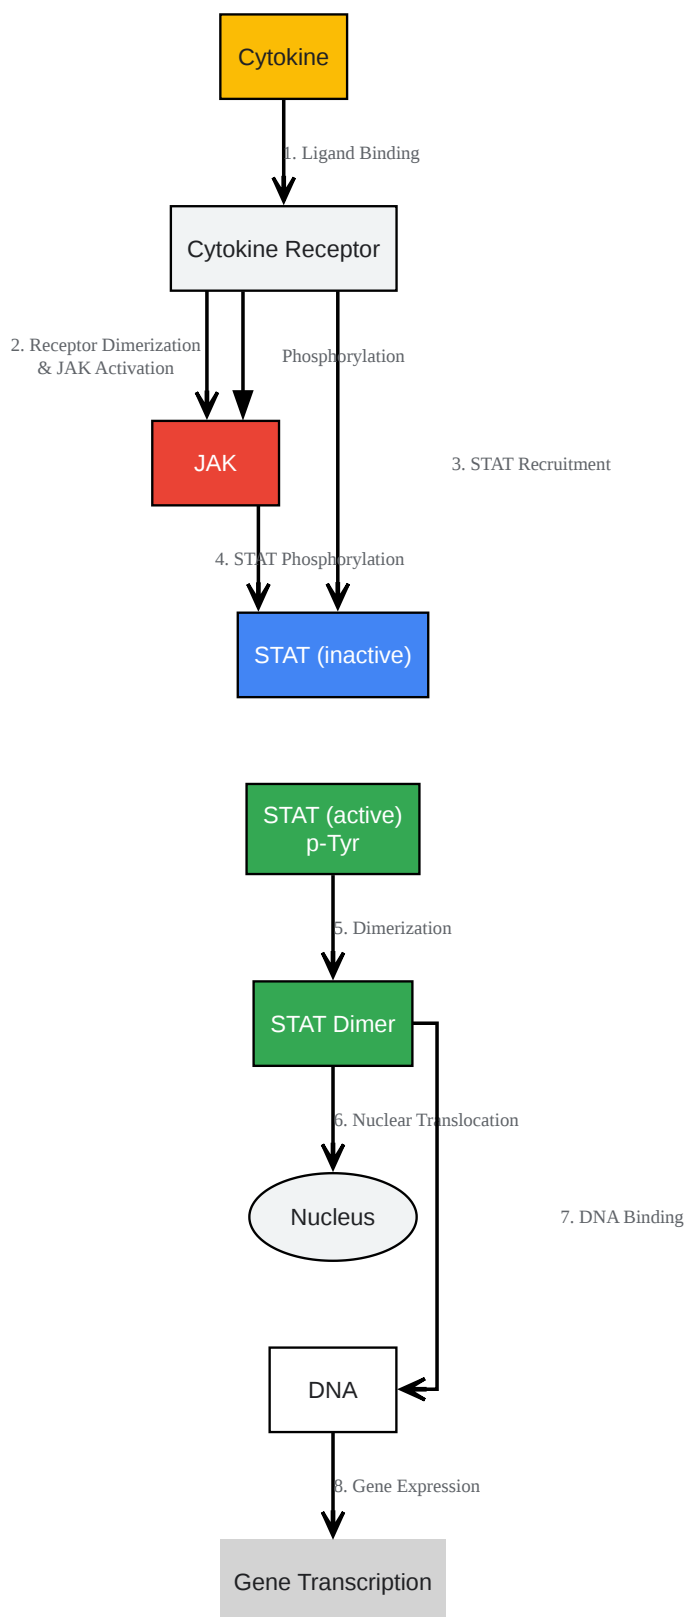 Cytokine
1. Ligand Binding
Cytokine Receptor
2. Receptor Dimerization
& JAK Activation
Phosphorylation
JAK
3. STAT Recruitment
4. STAT Phosphorylation
STAT (inactive)
STAT (active)
p-Tyr
5. Dimerization
STAT Dimer
6. Nuclear Translocation
Nucleus
7. DNA Binding
DNA
8. Gene Expression
Gene Transcription